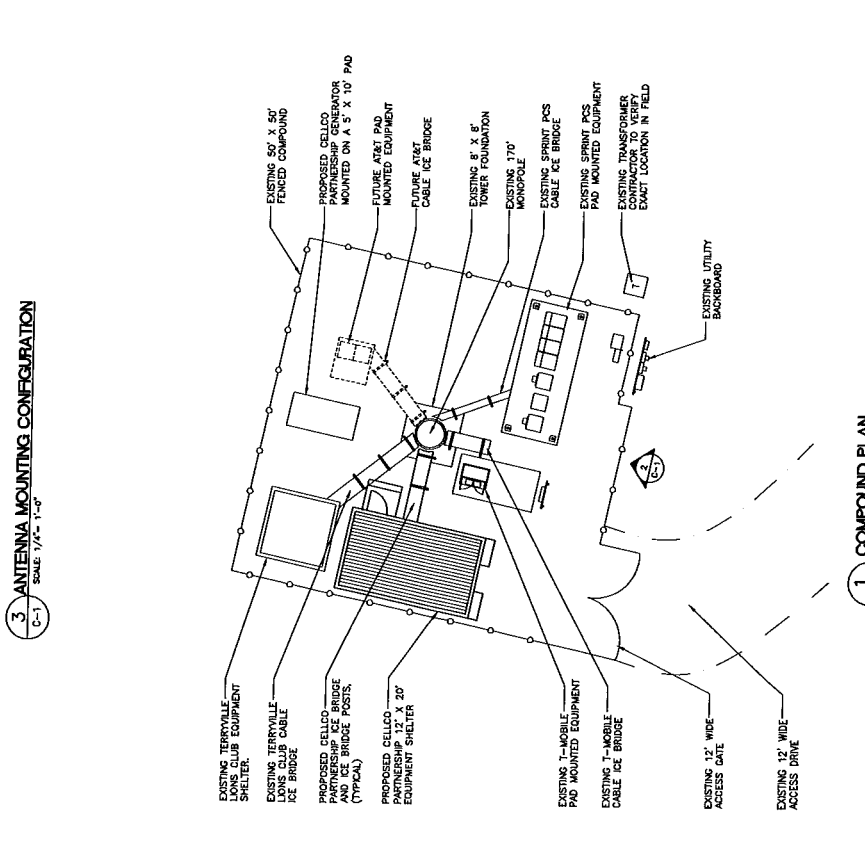 3
C-1
ANTENNA MOUNTING CONFIGURATION
SCALE: 1/4"= 1'-0"
EXISTING TERRYVILLE
LIONS CLUB EQUIPMENT
SHELTER.
EXISTING TERRYVILLE
LIONS CLUB CABLE
ICE BRIDGE
PROPOSED CELLCO
PARTNERSHIP ICE BRIDGE
AND ICE BRIDGE POSTS,
(TYPICAL)
PROPOSED CELLCO
PARTNERSHIP 12' X 20'
EQUIPMENT SHELTER
EXISTING T-MOBILE
PAD MOUNTED EQUIPMENT
EXISTING T-MOBILE
CABLE ICE BRIDGE
EXISTING 12' WIDE
ACCESS GATE
EXISTING 12' WIDE
ACCESS DRIVE
EXISTING 50' X 50'
FENCED COMPOUND
PROPOSED CELLCO
PARTNERSHIP GENERATOR
MOUNTED ON A 5' X 10' PAD
FUTURE AT&T PAD
MOUNTED EQUIPMENT
FUTURE AT&T
CABLE ICE BRIDGE
EXISTING 8' X 8'
TOWER FOUNDATION
EXISTING 170'
MONOPOLE
EXISTING SPRINT PCS
CABLE ICE BRIDGE
EXISTING SPRINT PCS
PAD MOUNTED EQUIPMENT
EXISTING TRANSFORMER
CONTRACTOR TO VERIFY
EXACT LOCATION IN FIELD
T
EXISTING UTILITY
BACKBOARD
2
C-1
1
COMPOUND PLAN